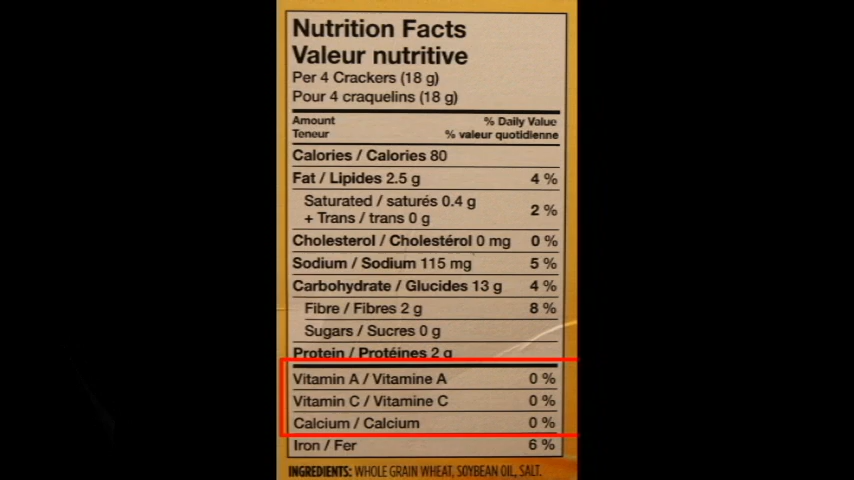 Nutrition Facts
Valeur nutritive
Per 4 Crackers (18 g)
Pour 4 craquelins (18 g)
Amount % Daily Value
Teneur % valeur quotidienne
Calories / Calories 80
Fat / Lipides 2.5 g 4 %
Saturated / saturés 0.4 g
+ Trans / trans 0 g 2 %
Cholesterol / Cholestérol 0 mg 0 %
Sodium / Sodium 115 mg 5 %
Carbohydrate / Glucides 13 g 4 %
Fibre / Fibres 2 g 8 %
Sugars / Sucres 0 g
Protein / Protéines 2 g
Vitamin A / Vitamine A 0 %
Vitamin C / Vitamine C 0 %
Calcium / Calcium 0 %
Iron / Fer 6 %
INGREDIENTS: WHOLE GRAIN WHEAT, SOYBEAN OIL, SALT.